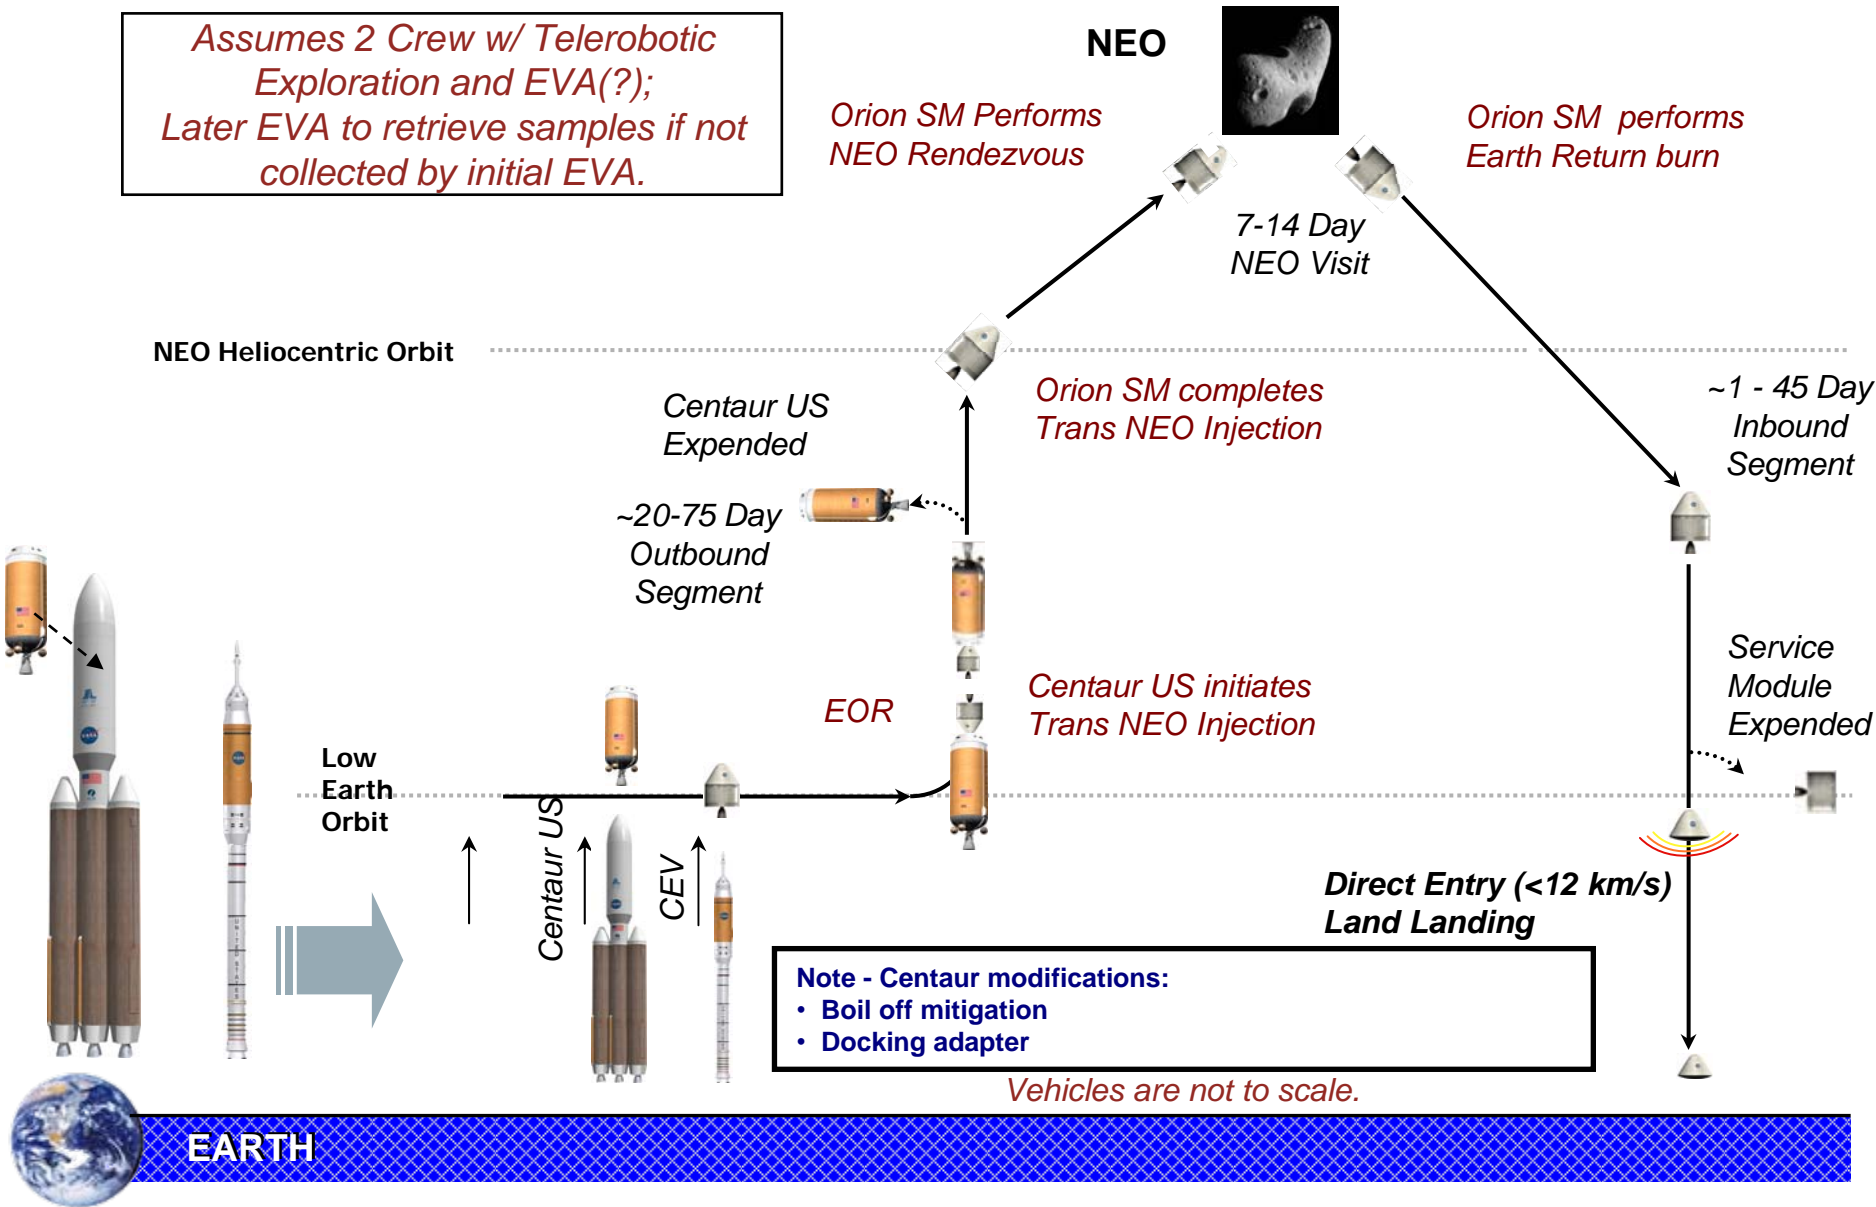 Assumes 2 Crew w/ Telerobotic
Exploration and EVA(?);
Later EVA to retrieve samples if not
collected by initial EVA.
NEO
Orion SM Performs
NEO Rendezvous
Orion SM performs
Earth Return burn
7-14 Day
NEO Visit
NEO Heliocentric Orbit
Centaur US
Expended
Orion SM completes
Trans NEO Injection
~1 - 45 Day
Inbound
Segment
~20-75 Day
Outbound
Segment
EOR
Centaur US initiates
Trans NEO Injection
Service
Module
Expended
Low
Earth
Orbit
Centaur US
CEV
UNITED STATES
Direct Entry (<12 km/s)
Land Landing
Note - Centaur modifications:
• Boil off mitigation
• Docking adapter
Vehicles are not to scale.
EARTH